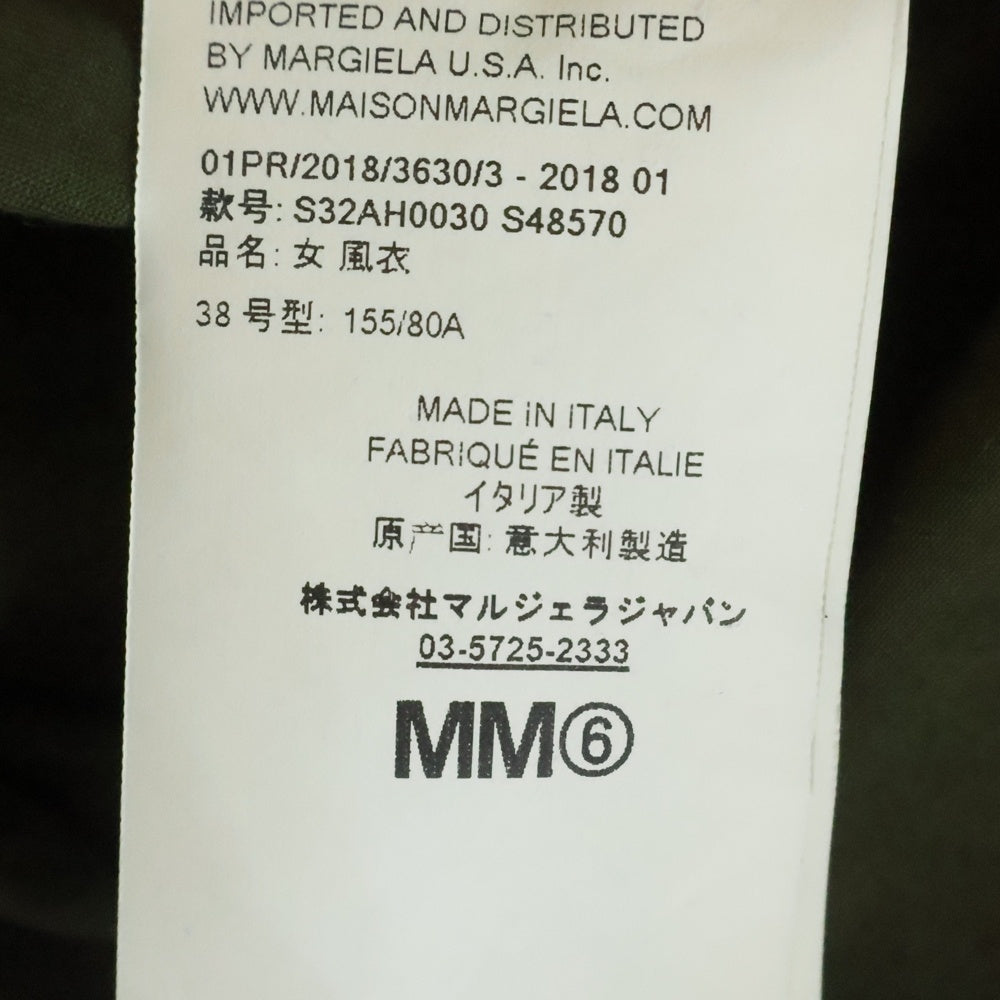 IMPORTED AND DISTRIBUTED
BY MARGIELA U.S.A. Inc.
WWW.MAISONMARGIELA.COM
01PR/2018/3630/3 - 2018 01
款号: S32AH0030 S48570
品名: 女 風衣
38 号型: 155/80A
MADE IN ITALY
FABRIQUÉ EN ITALIE
イタリア製
原产国: 意大利製造
株式会社マルジェラジャパン
03-5725-2333
MM⑥